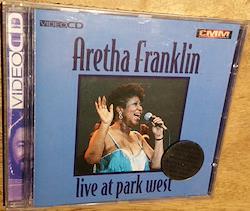 VIDEO CD
VIDEO CD
CMM
Aretha Franklin
live at park west